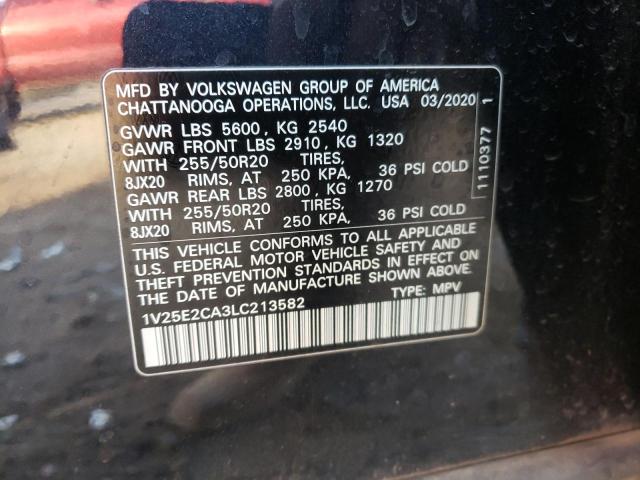 MFD BY VOLKSWAGEN GROUP OF AMERICA
CHATTANOOGA OPERATIONS, LLC. USA 03/2020
GVWR LBS 5600, KG 2540
GAWR FRONT LBS 2910, KG 1320
WITH 255/50R20 TIRES,
8JX20 RIMS, AT 250 KPA, 36 PSI COLD
GAWR REAR LBS 2800, KG 1270
WITH 255/50R20 TIRES,
8JX20 RIMS, AT 250 KPA, 36 PSI COLD
THIS VEHICLE CONFORMS TO ALL APPLICABLE
U.S. FEDERAL MOTOR VEHICLE SAFETY AND
THEFT PREVENTION STANDARDS IN EFFECT ON
THE DATE OF MANUFACTURE SHOWN ABOVE.
1V25E2CA3LC213582 TYPE: MPV
1110377 1